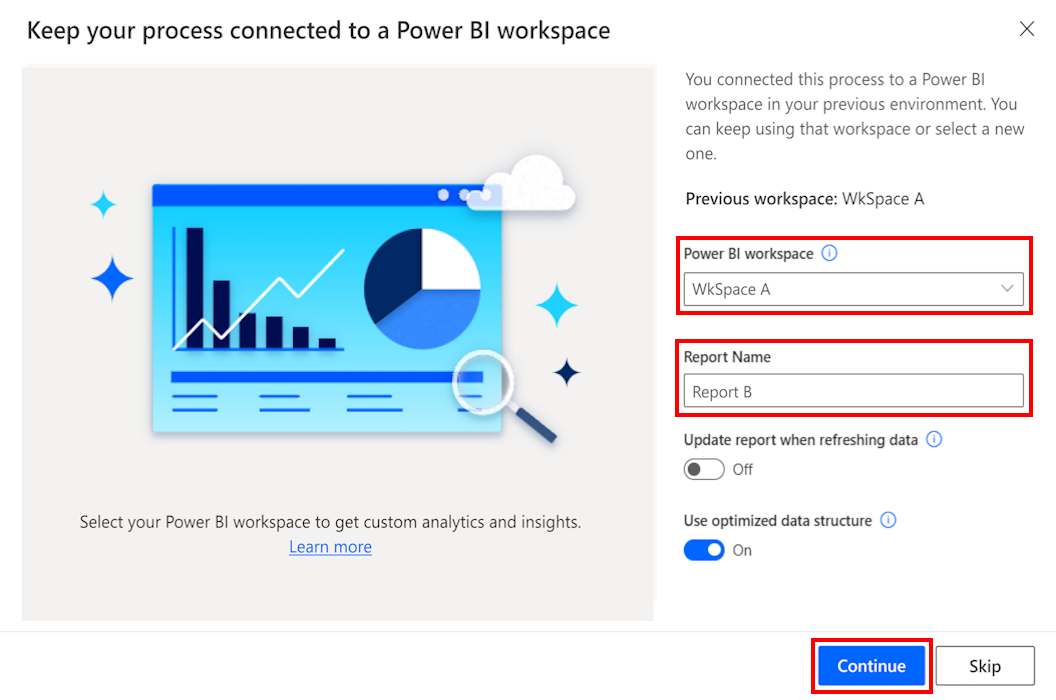 Keep your process connected to a Power BI workspace
You connected this process to a Power BI
workspace in your previous environment. You
can keep using that workspace or select a new
one.
Previous workspace: WkSpace A
Power BI workspace
WkSpace A
Report Name
Report B
Update report when refreshing data
Off
Use optimized data structure
On
Select your Power BI workspace to get custom analytics and insights.
Learn more
Continue
Skip